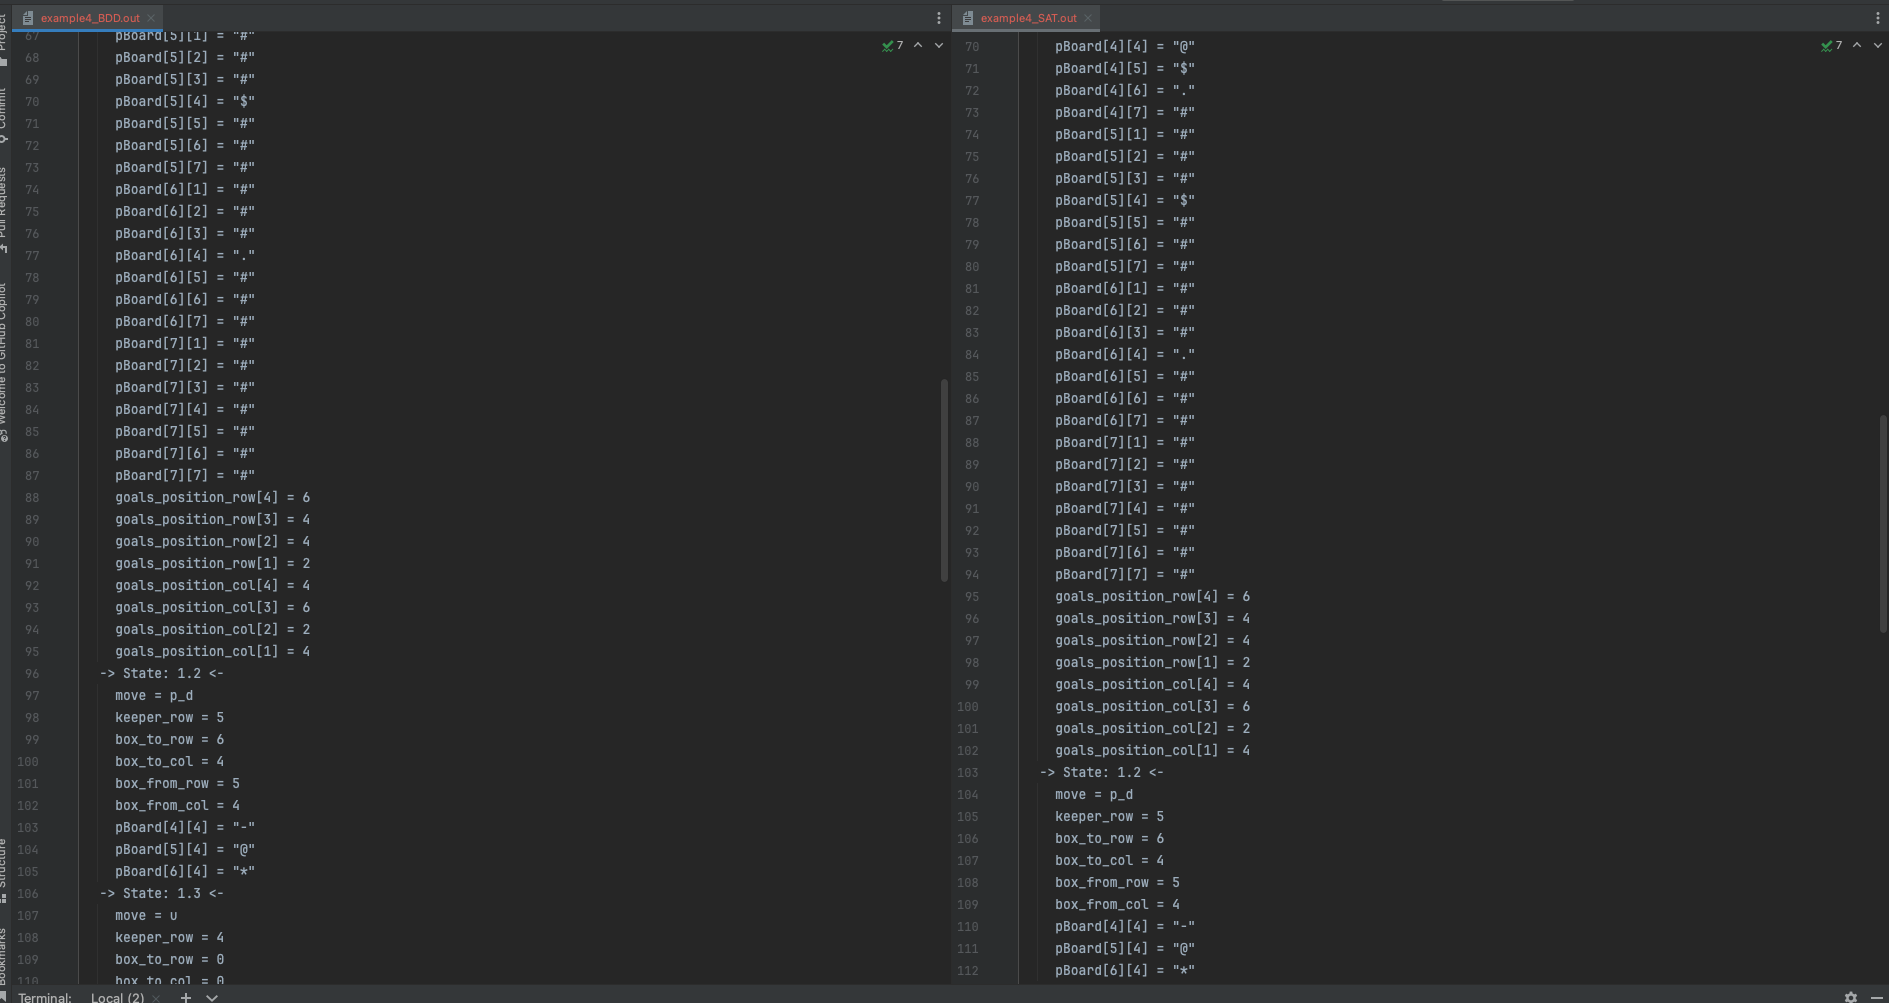 example4_BDD.out
67 pBoard[5][1] = "#"
68 pBoard[5][2] = "#"
69 pBoard[5][3] = "#"
70 pBoard[5][4] = "$"
71 pBoard[5][5] = "#"
72 pBoard[5][6] = "#"
73 pBoard[5][7] = "#"
74 pBoard[6][1] = "#"
75 pBoard[6][2] = "#"
76 pBoard[6][3] = "#"
77 pBoard[6][4] = "."
78 pBoard[6][5] = "#"
79 pBoard[6][6] = "#"
80 pBoard[6][7] = "#"
81 pBoard[7][1] = "#"
82 pBoard[7][2] = "#"
83 pBoard[7][3] = "#"
84 pBoard[7][4] = "#"
85 pBoard[7][5] = "#"
86 pBoard[7][6] = "#"
87 pBoard[7][7] = "#"
88 goals_position_row[4] = 6
89 goals_position_row[3] = 4
90 goals_position_row[2] = 4
91 goals_position_row[1] = 2
92 goals_position_col[4] = 4
93 goals_position_col[3] = 6
94 goals_position_col[2] = 2
95 goals_position_col[1] = 4
96 -> State: 1.2 <-
97 move = p_d
98 keeper_row = 5
99 box_to_row = 6
100 box_to_col = 4
101 box_from_row = 5
102 box_from_col = 4
103 pBoard[4][4] = "-"
104 pBoard[5][4] = "@"
105 pBoard[6][4] = "*"
106 -> State: 1.3 <-
107 move = u
108 keeper_row = 4
109 box_to_row = 0
110 box_to_col = 0
7
example4_SAT.out
70 pBoard[4][4] = "@"
71 pBoard[4][5] = "$"
72 pBoard[4][6] = "."
73 pBoard[4][7] = "#"
74 pBoard[5][1] = "#"
75 pBoard[5][2] = "#"
76 pBoard[5][3] = "#"
77 pBoard[5][4] = "$"
78 pBoard[5][5] = "#"
79 pBoard[5][6] = "#"
80 pBoard[5][7] = "#"
81 pBoard[6][1] = "#"
82 pBoard[6][2] = "#"
83 pBoard[6][3] = "#"
84 pBoard[6][4] = "."
85 pBoard[6][5] = "#"
86 pBoard[6][6] = "#"
87 pBoard[6][7] = "#"
88 pBoard[7][1] = "#"
89 pBoard[7][2] = "#"
90 pBoard[7][3] = "#"
91 pBoard[7][4] = "#"
92 pBoard[7][5] = "#"
93 pBoard[7][6] = "#"
94 pBoard[7][7] = "#"
95 goals_position_row[4] = 6
96 goals_position_row[3] = 4
97 goals_position_row[2] = 4
98 goals_position_row[1] = 2
99 goals_position_col[4] = 4
100 goals_position_col[3] = 6
101 goals_position_col[2] = 2
102 goals_position_col[1] = 4
103 -> State: 1.2 <-
104 move = p_d
105 keeper_row = 5
106 box_to_row = 6
107 box_to_col = 4
108 box_from_row = 5
109 box_from_col = 4
110 pBoard[4][4] = "-"
111 pBoard[5][4] = "@"
112 pBoard[6][4] = "*"
7
Project
Commit
Pull Requests
Welcome to GitHub Copilot
Structure
Bookmarks
Terminal: Local (2)